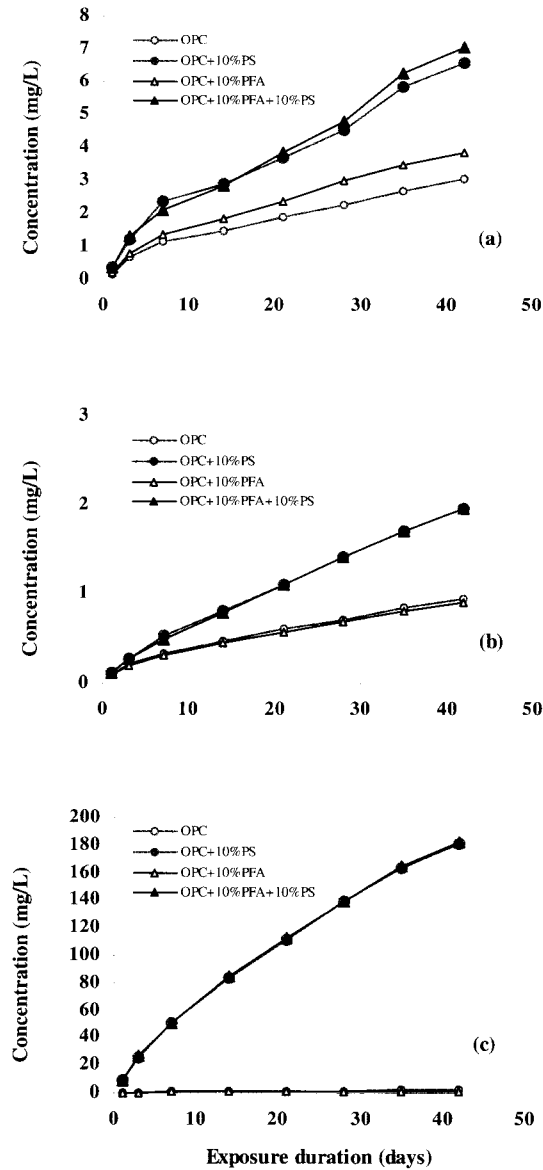 8
7
6
5
4
3
2
1
0
Concentration (mg/L)
OPC
OPC+10%PS
OPC+10%PFA
OPC+10%PFA+10%PS
(a)
0 10 20 30 40 50
3
2
1
0
Concentration (mg/L)
OPC
OPC+10%PS
OPC+10%PFA
OPC+10%PFA+10%PS
(b)
0 10 20 30 40 50
200
180
160
140
120
100
80
60
40
20
0
Concentration (mg/L)
OPC
OPC+10%PS
OPC+10%PFA
OPC+10%PFA+10%PS
(c)
0 10 20 30 40 50
Exposure duration (days)